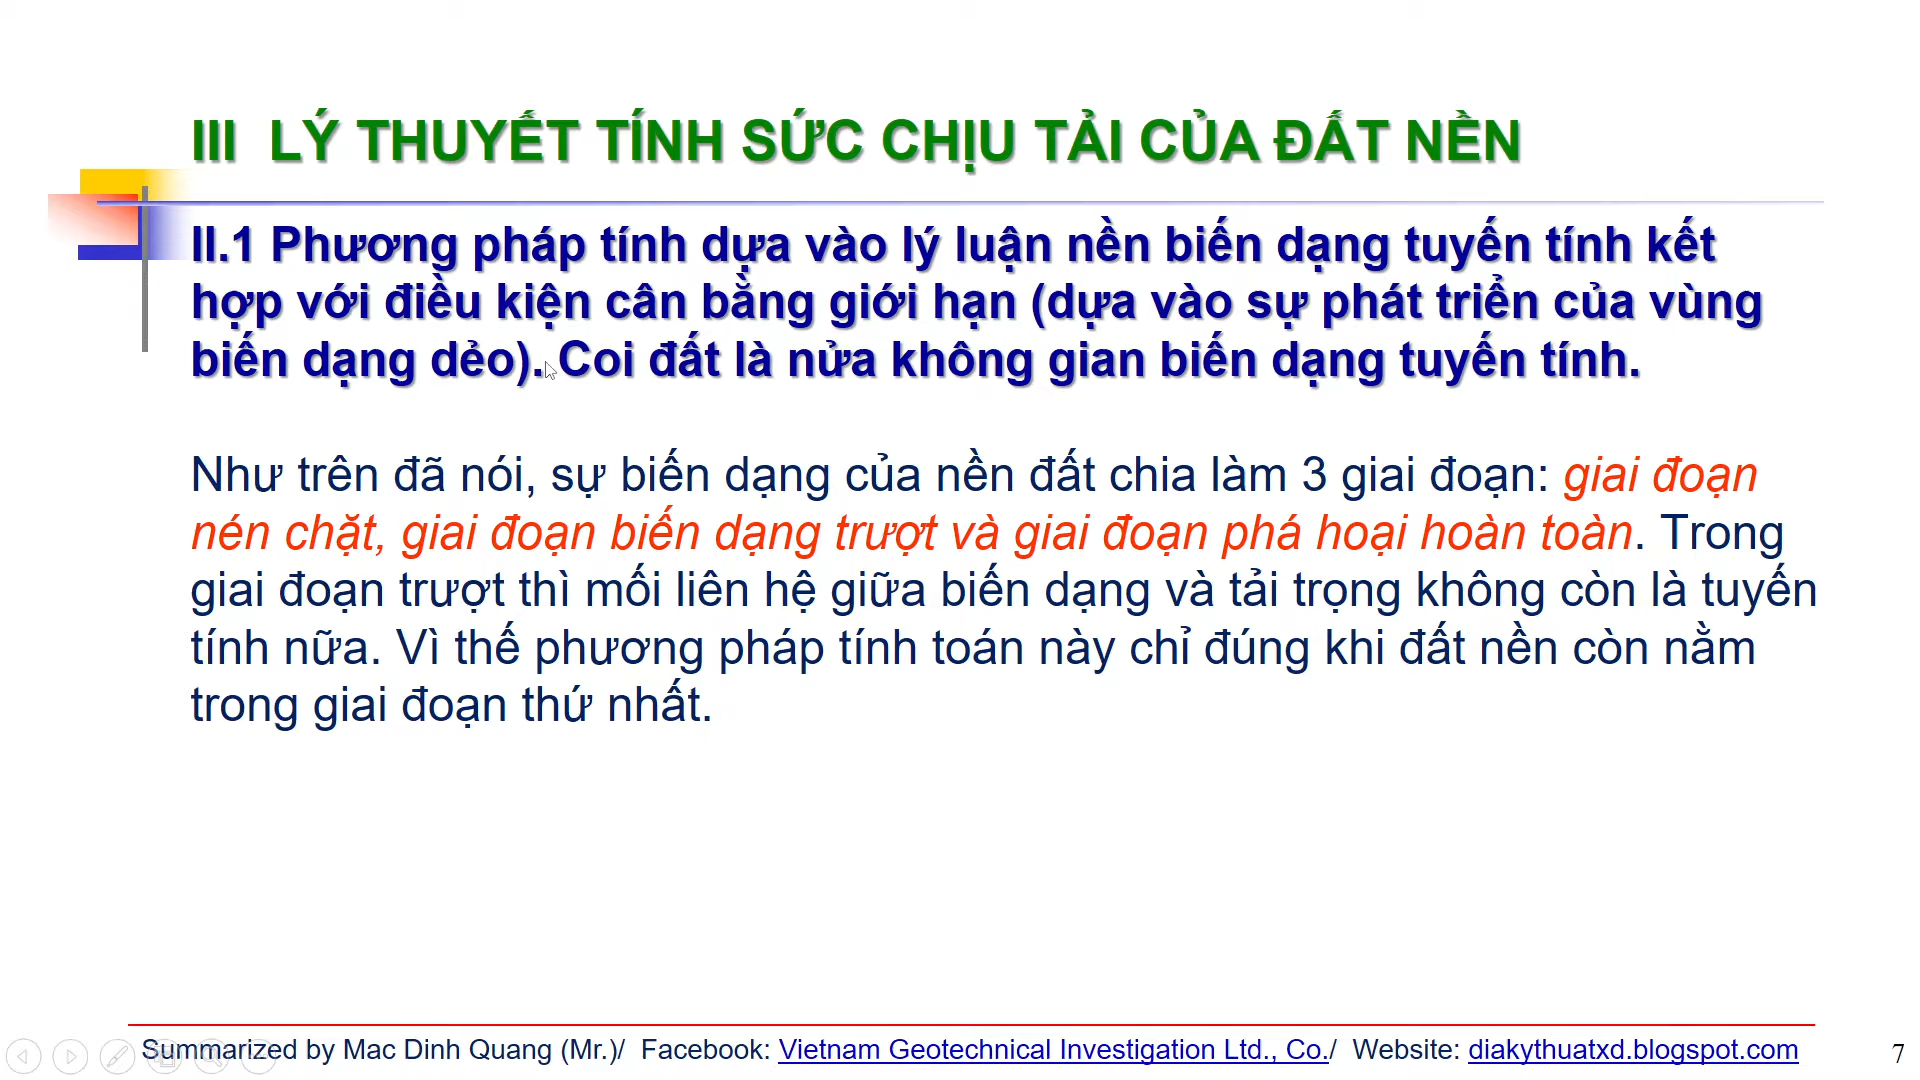 III LÝ THUYẾT TÍNH SỨC CHỊU TẢI CỦA ĐẤT NỀN
II.1 Phương pháp tính dựa vào lý luận nền biến dạng tuyến tính kết
hợp với điều kiện cân bằng giới hạn (dựa vào sự phát triển của vùng
biến dạng dẻo). Coi đất là nửa không gian biến dạng tuyến tính.
Như trên đã nói, sự biến dạng của nền đất chia làm 3 giai đoạn: giai đoạn
nén chặt, giai đoạn biến dạng trượt và giai đoạn phá hoại hoàn toàn. Trong
giai đoạn trượt thì mối liên hệ giữa biến dạng và tải trọng không còn là tuyến
tính nữa. Vì thế phương pháp tính toán này chỉ đúng khi đất nền còn nằm
trong giai đoạn thứ nhất.
Summarized by Mac Dinh Quang (Mr.)/ Facebook: Vietnam Geotechnical Investigation Ltd., Co./ Website: diakythuatxd.blogspot.com
7